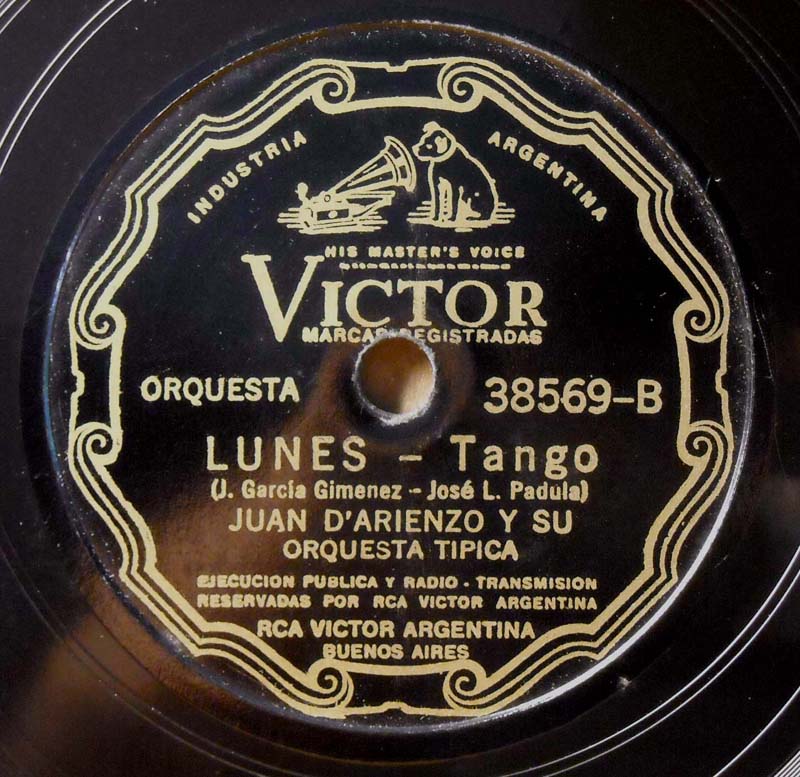 INDUSTRIA ARGENTINA
HIS MASTER'S VOICE
VICTOR
MARCAS REGISTRADAS
ORQUESTA 38569-B
LUNES - Tango
(J. García Gimenez - José L. Padula)
JUAN D'ARIENZO Y SU
ORQUESTA TIPICA
EJECUCION PUBLICA Y RADIO - TRANSMISION
RESERVADAS POR RCA VICTOR ARGENTINA
RCA VICTOR ARGENTINA
BUENOS AIRES